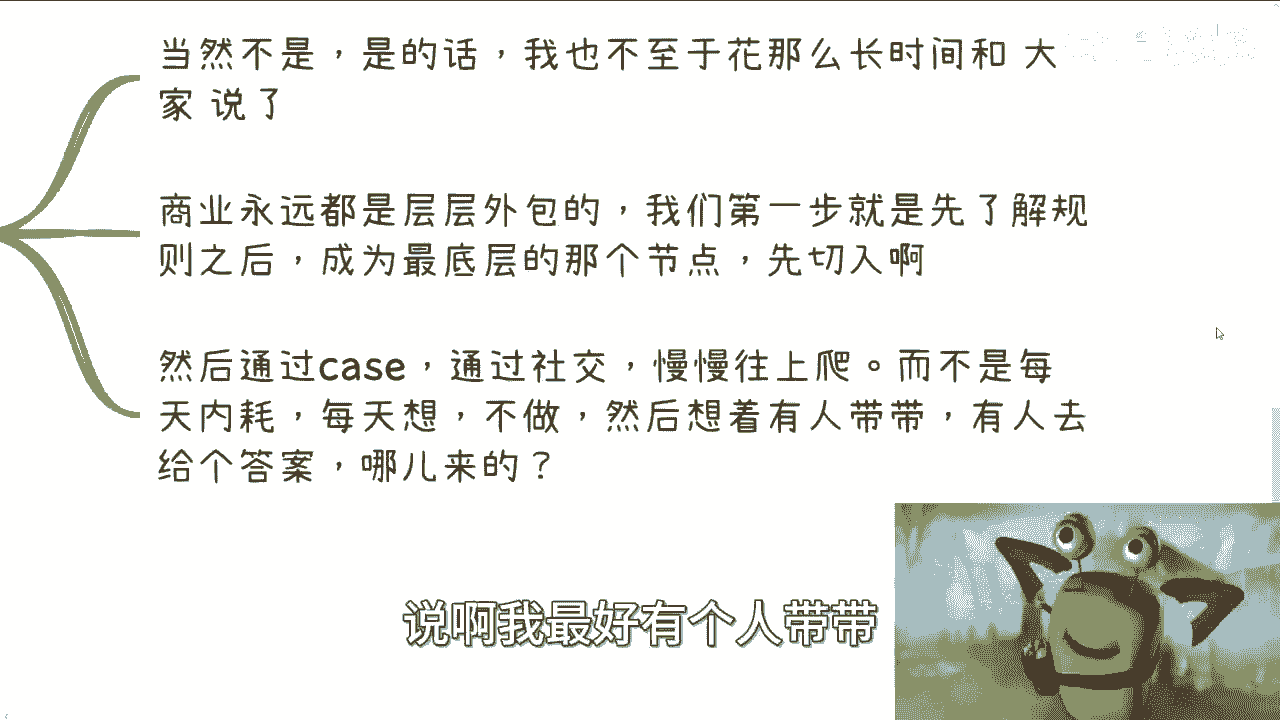 当然不是，是的话，我也不至于花那么长时间和 大
家 说了
商业永远都是层层外包的，我们第一步就是先了解规
则之后，成为最底层的那个节点，先切入啊
然后通过case，通过社交，慢慢往上爬。而不是每
天内耗，每天想，不做，然后想着有人带带，有人去
给个答案，哪儿来的？
说啊我最好有个人带带